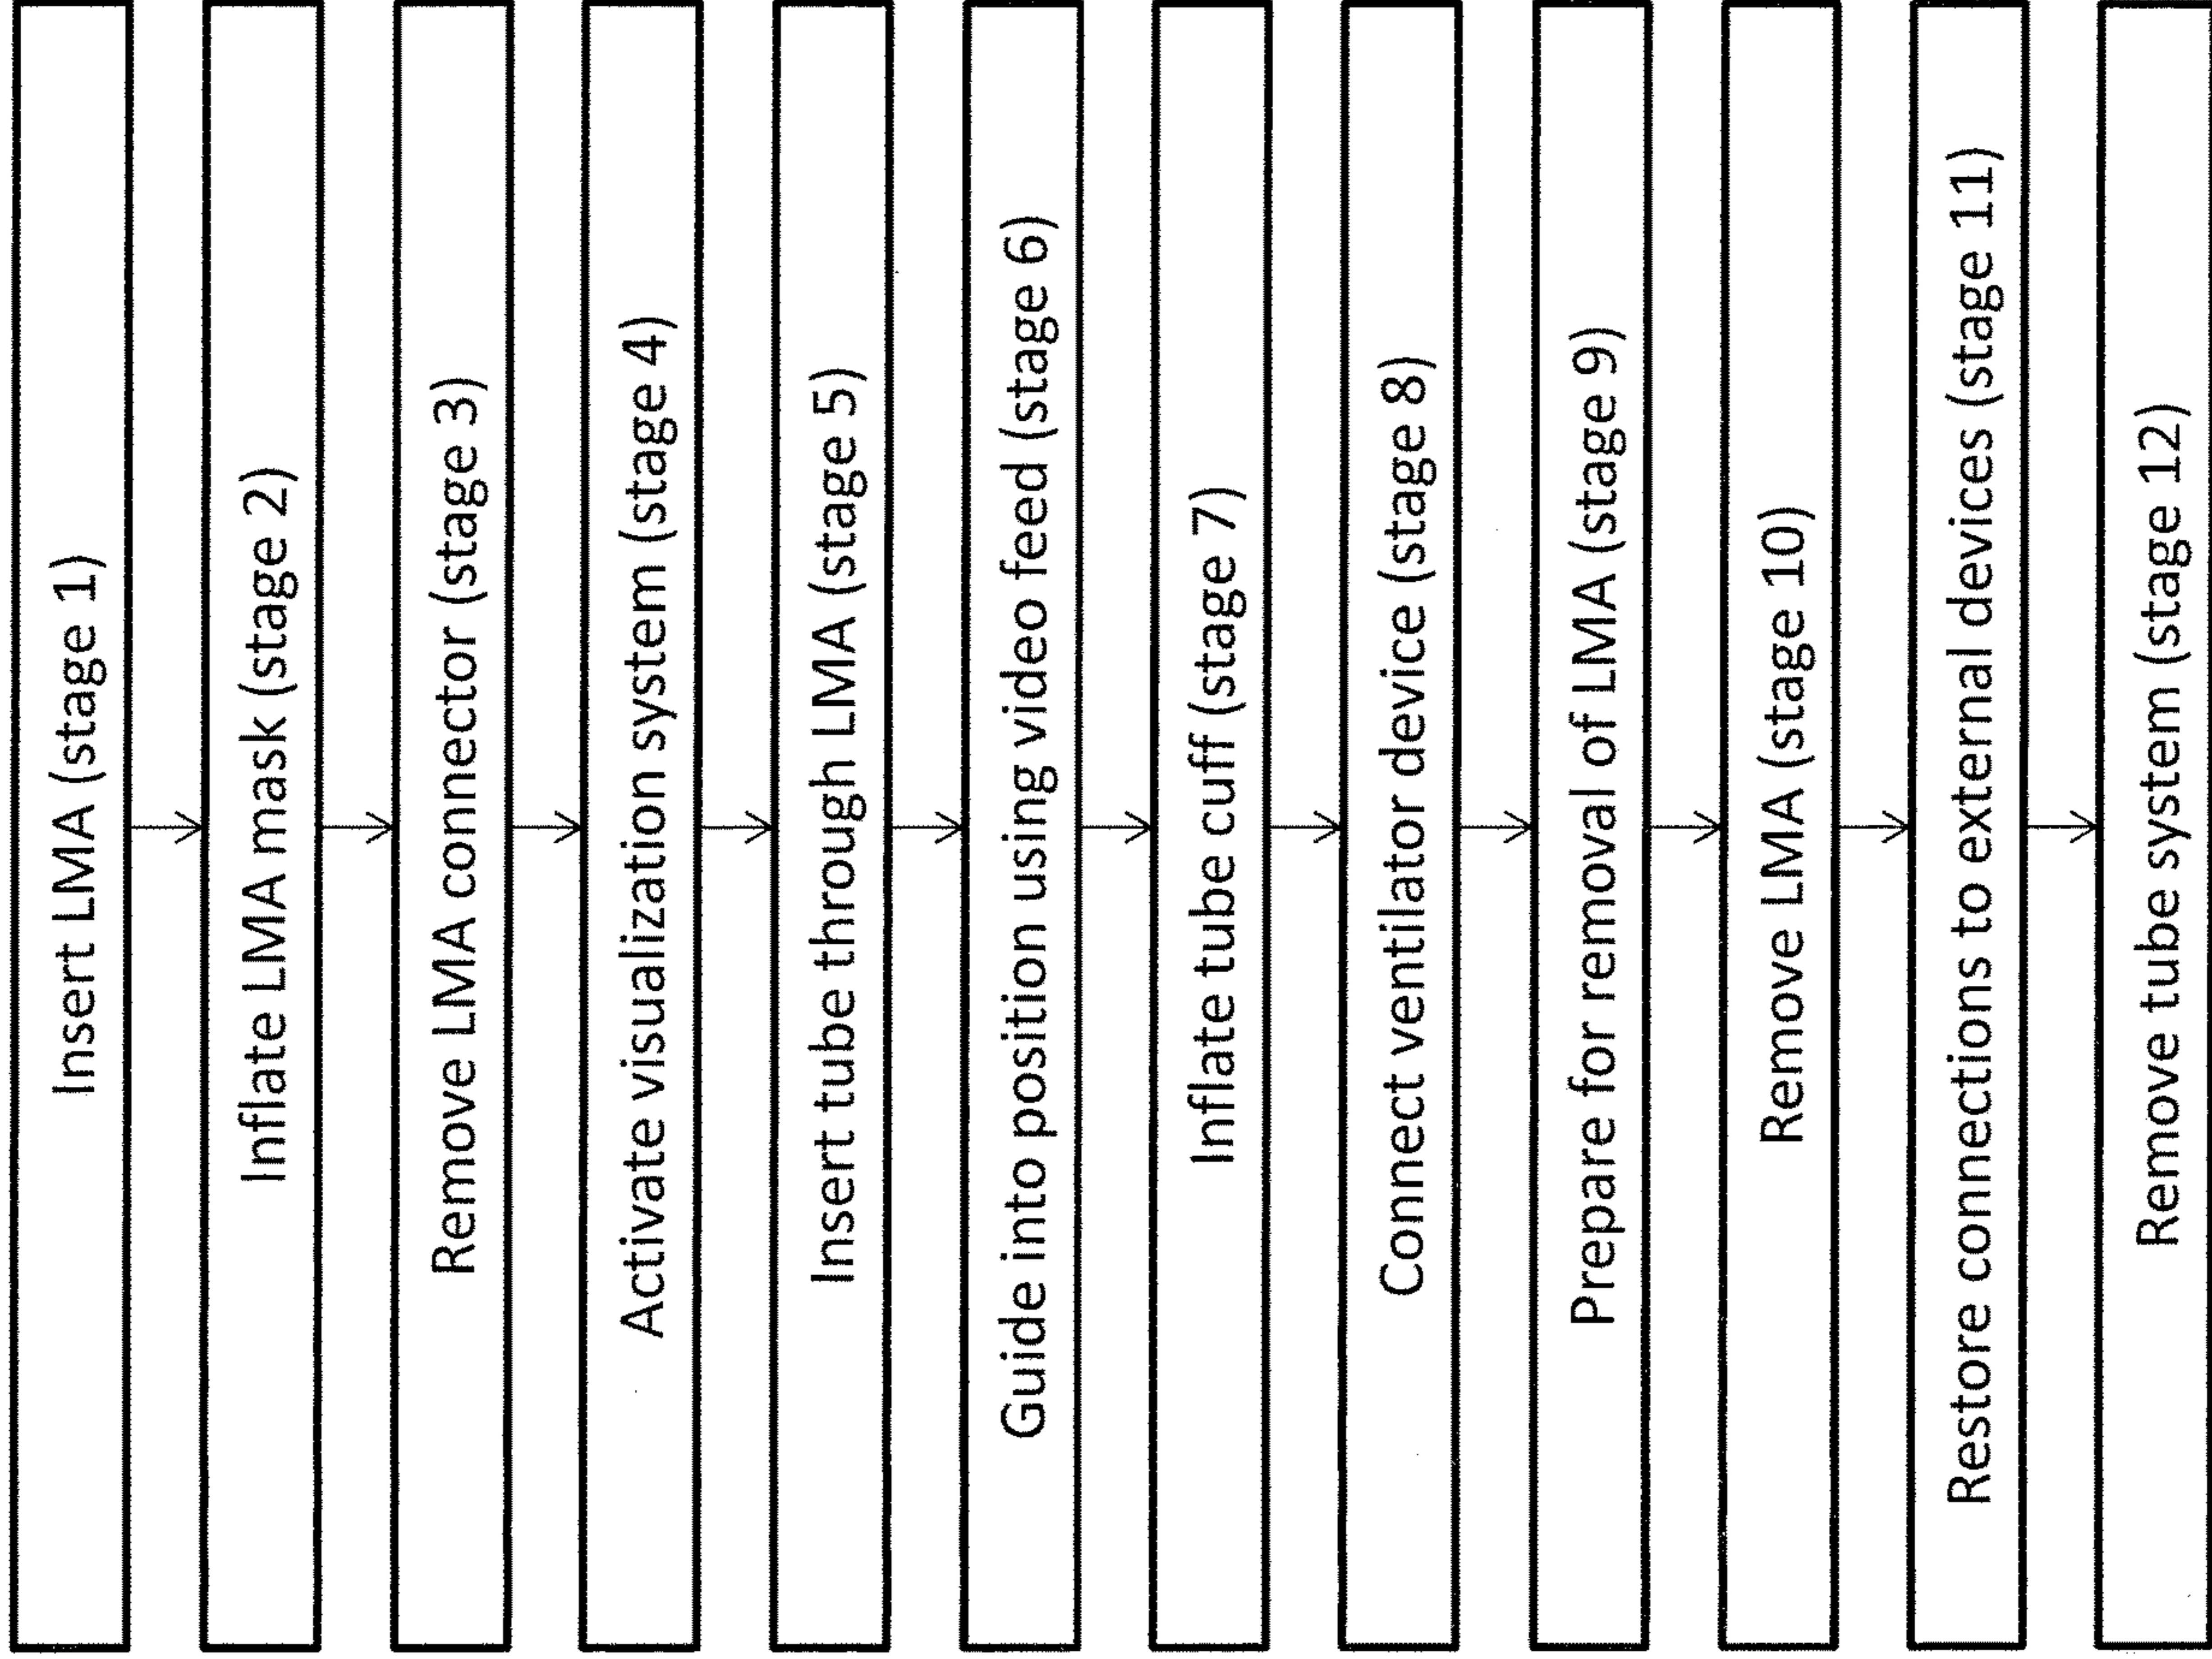 Insert LMA (stage 1)
Inflate LMA mask (stage 2)
Remove LMA connector (stage 3)
Activate visualization system (stage 4)
Insert tube through LMA (stage 5)
Guide into position using video feed (stage 6)
Inflate tube cuff (stage 7)
Connect ventilator device (stage 8)
Prepare for removal of LMA (stage 9)
Remove LMA (stage 10)
Restore connections to external devices (stage 11)
Remove tube system (stage 12)